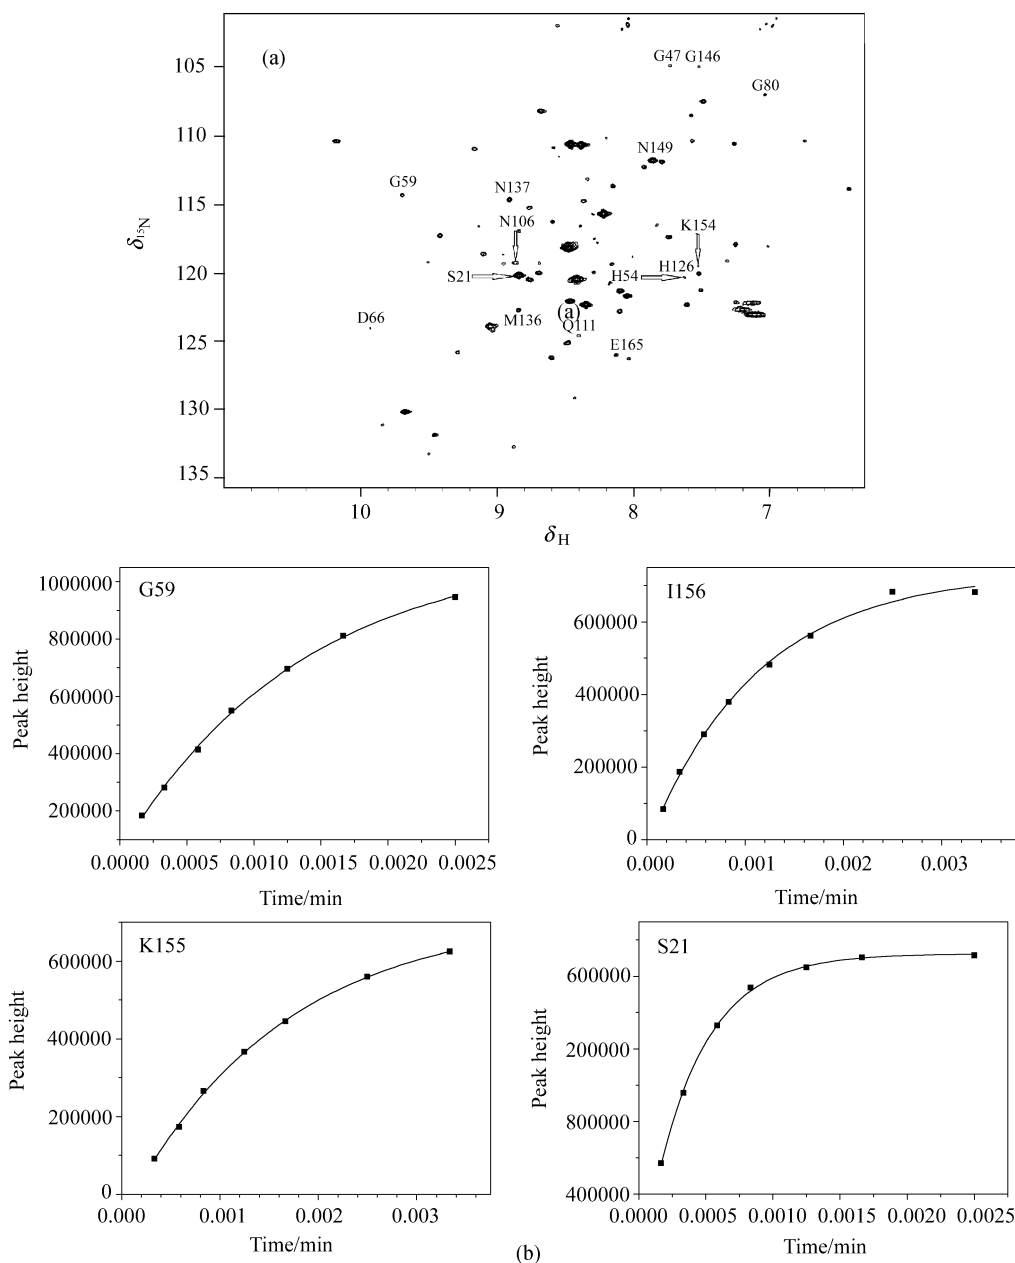 (a)
105
110
115
120
125
130
135
δ15N
G47 G146
G80
N149
G59
N137
N106
K154
S21
H54 H126
(a)
D66
M136
Q111
E165
10 9 8 7
δH
G59
1000000
800000
600000
400000
200000
Peak height
0.0000 0.0005 0.0010 0.0015 0.0020 0.0025
Time/min
I156
600000
400000
200000
0
Peak height
0.000 0.001 0.002 0.003
Time/min
K155
600000
400000
200000
0
Peak height
0.000 0.001 0.002 0.003
Time/min
S21
600000
200000
800000
400000
Peak height
0.0000 0.0005 0.0010 0.0015 0.0020 0.0025
Time/min
(b)